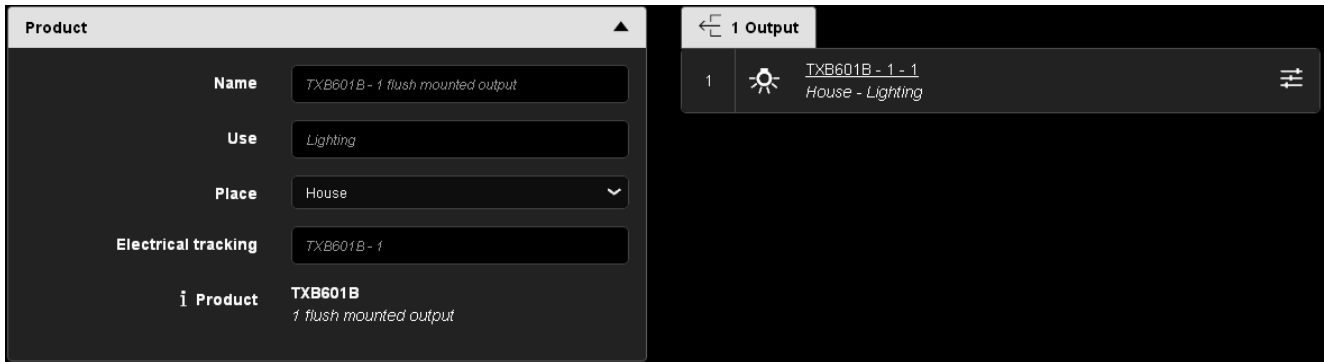 Product
Name
TXB601B - 1 flush mounted output
Use
Lighting
Place
House
Electrical tracking
TXB601B - 1
i Product
TXB601B
1 flush mounted output
1 Output
1
TXB601B - 1 - 1
House - Lighting